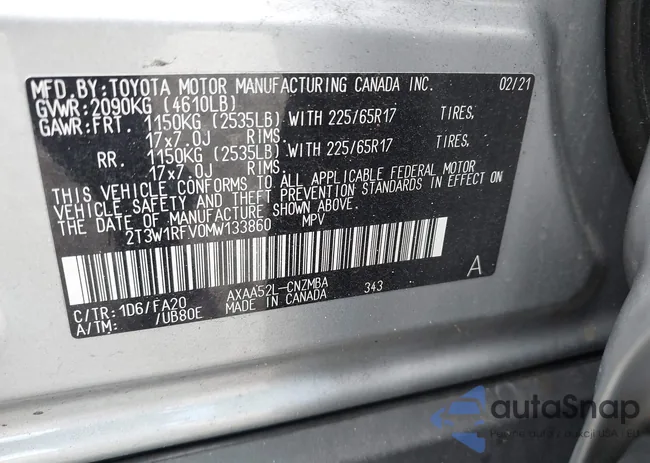 MFD.BY:TOYOTA MOTOR MANUFACTURING CANADA INC. 02/21
GVWR:2090KG (4610LB)
GAWR:FRT. 1150KG (2535LB) WITH 225/65R17 TIRES,
17x7.0J RIMS,
RR. 1150KG (2535LB) WITH 225/65R17 TIRES,
17x7.0J RIMS,
THIS VEHICLE CONFORMS TO ALL APPLICABLE FEDERAL MOTOR
VEHICLE SAFETY AND THEFT PREVENTION STANDARDS IN EFFECT ON
THE DATE OF MANUFACTURE SHOWN ABOVE.
2T3W1RFV0MW133860 MPV
A
C/TR: 1D6/FA20 AXAA52L-CNZMBA 343
A/TM: /UB80E MADE IN CANADA
autoSnap